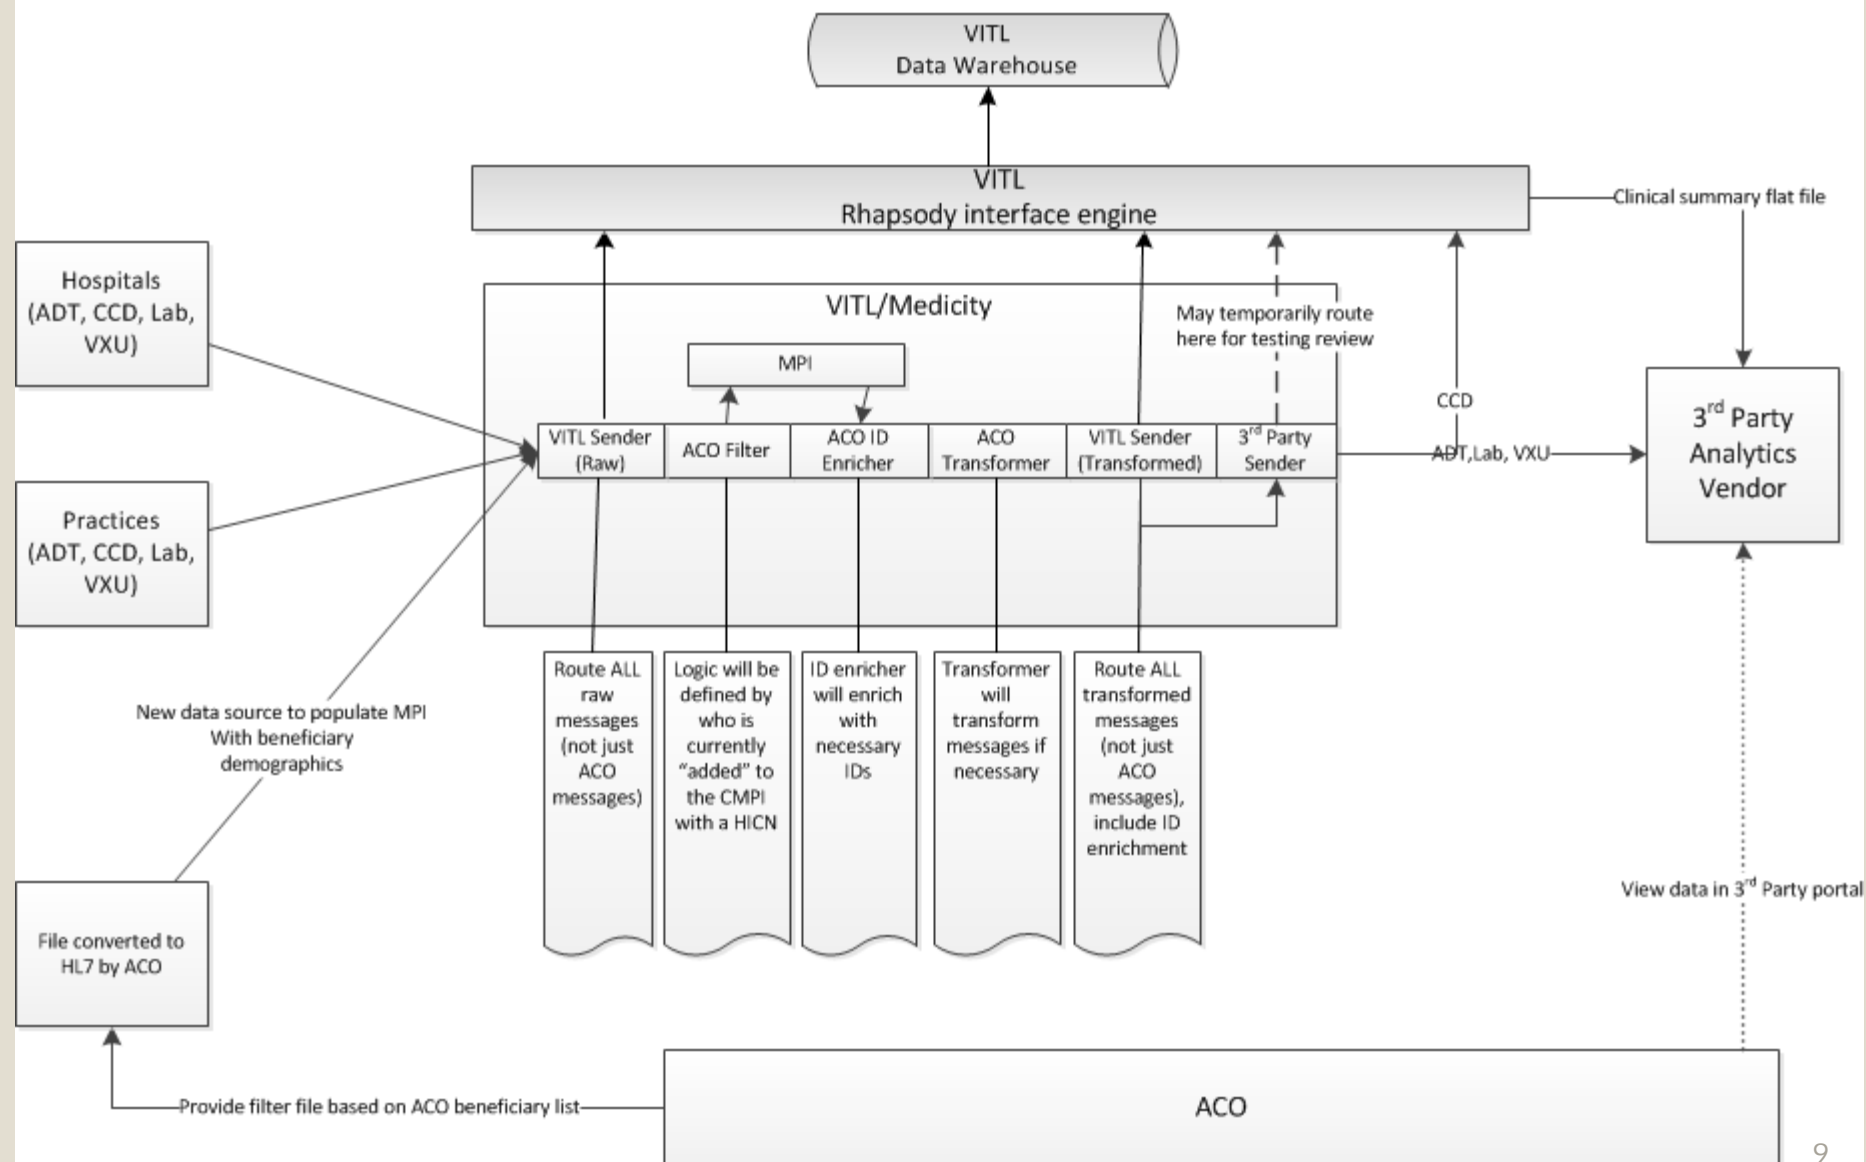 VITL
Data Warehouse
VITL
Rhapsody interface engine
Clinical summary flat file
Hospitals
(ADT, CCD, Lab,
VXU)
VITL/Medicity
May temporarily route
here for testing review
MPI
CCD
3rd Party
Analytics
Vendor
VITL Sender
(Raw)
ACO Filter
ACO ID
Enricher
ACO
Transformer
VITL Sender
(Transformed)
3rd Party
Sender
ADT,Lab, VXU
Practices
(ADT, CCD, Lab,
VXU)
New data source to populate MPI
With beneficiary
demographics
Route ALL
raw
messages
(not just
ACO
messages)
Logic will be
defined by
who is
currently
“added” to
the CMPI
with a HICN
ID enricher
will enrich
with
necessary
IDs
Transformer
will
transform
messages if
necessary
Route ALL
transformed
messages
(not just
ACO
messages),
include ID
enrichment
View data in 3rd Party portal
File converted to
HL7 by ACO
Provide filter file based on ACO beneficiary list
ACO
9